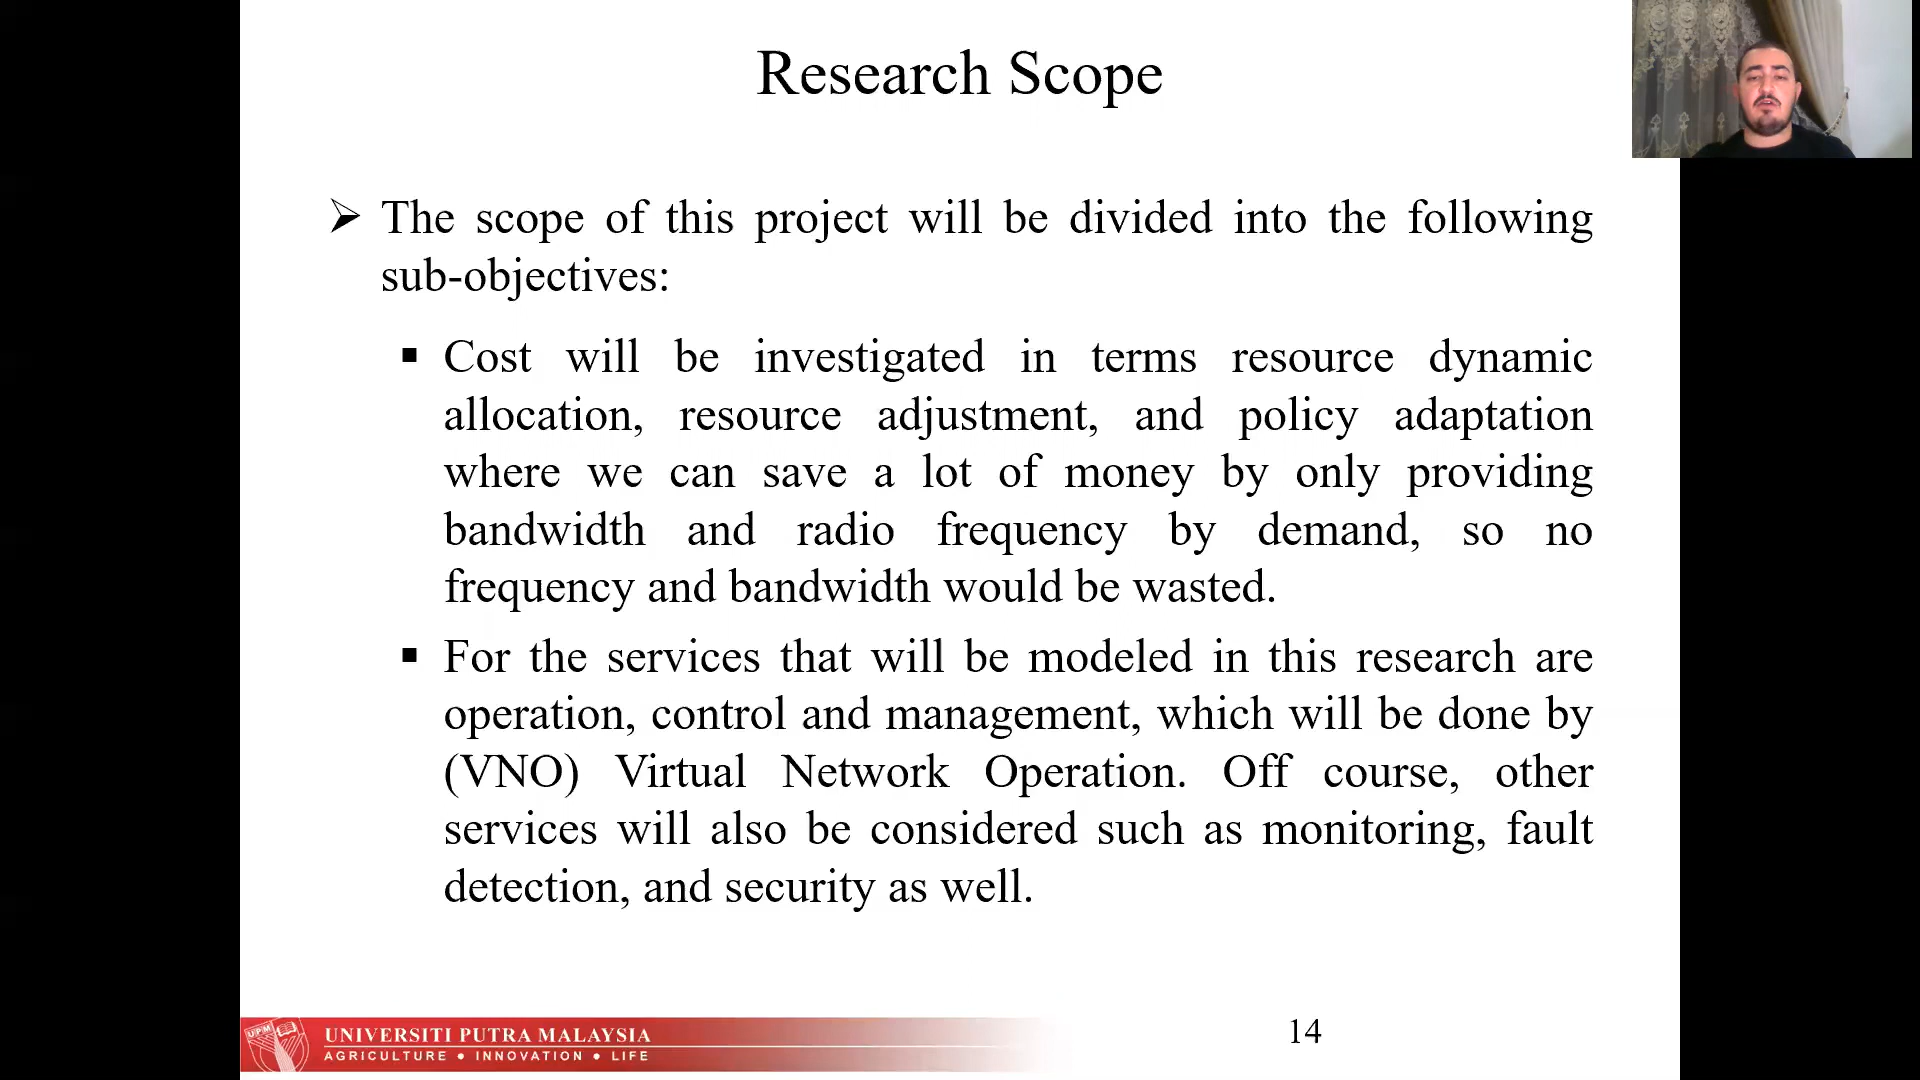 Research Scope
The scope of this project will be divided into the following
sub-objectives:
Cost will be investigated in terms resource dynamic
allocation, resource adjustment, and policy adaptation
where we can save a lot of money by only providing
bandwidth and radio frequency by demand, so no
frequency and bandwidth would be wasted.
For the services that will be modeled in this research are
operation, control and management, which will be done by
(VNO) Virtual Network Operation. Off course, other
services will also be considered such as monitoring, fault
detection, and security as well.
UPM
UNIVERSITI PUTRA MALAYSIA
AGRICULTURE • INNOVATION • LIFE
14